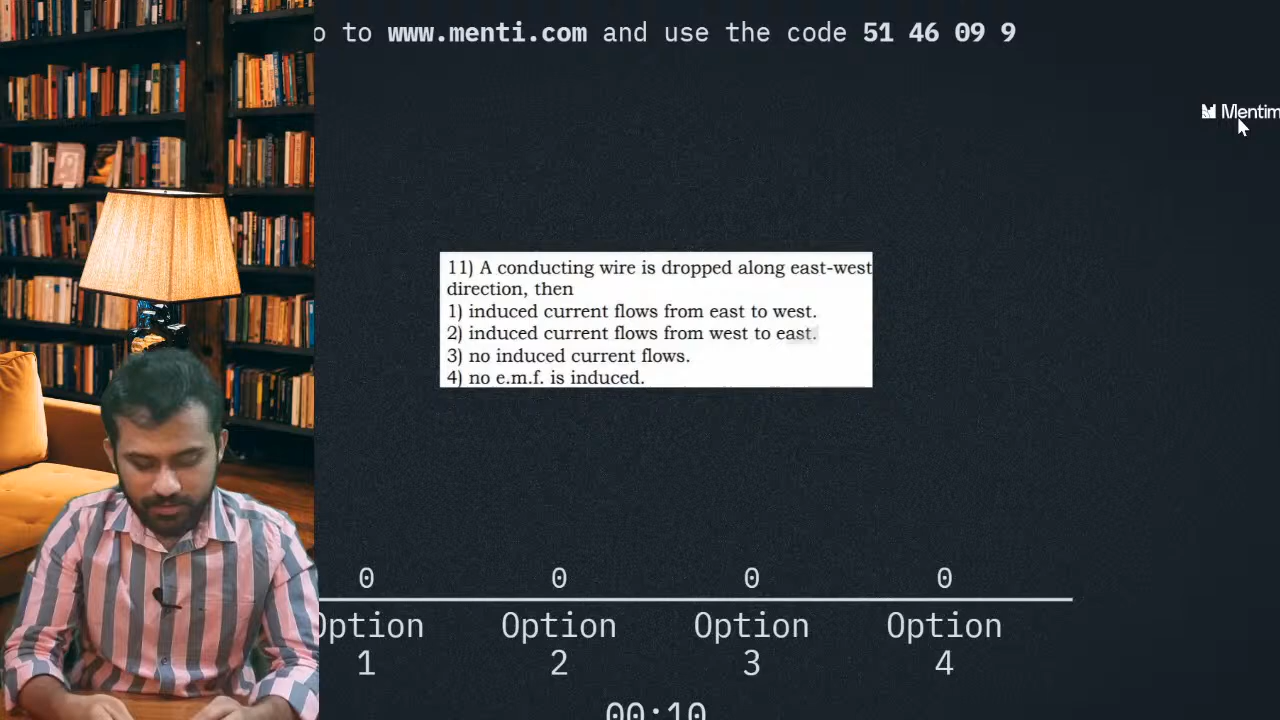 o to www.menti.com and use the code 51 46 09 9
Mentim
11) A conducting wire is dropped along east-west
direction, then
1) induced current flows from east to west.
2) induced current flows from west to east.
3) no induced current flows.
4) no e.m.f. is induced.
0 0 0 0
Option Option Option Option
1 2 3 4
00:10